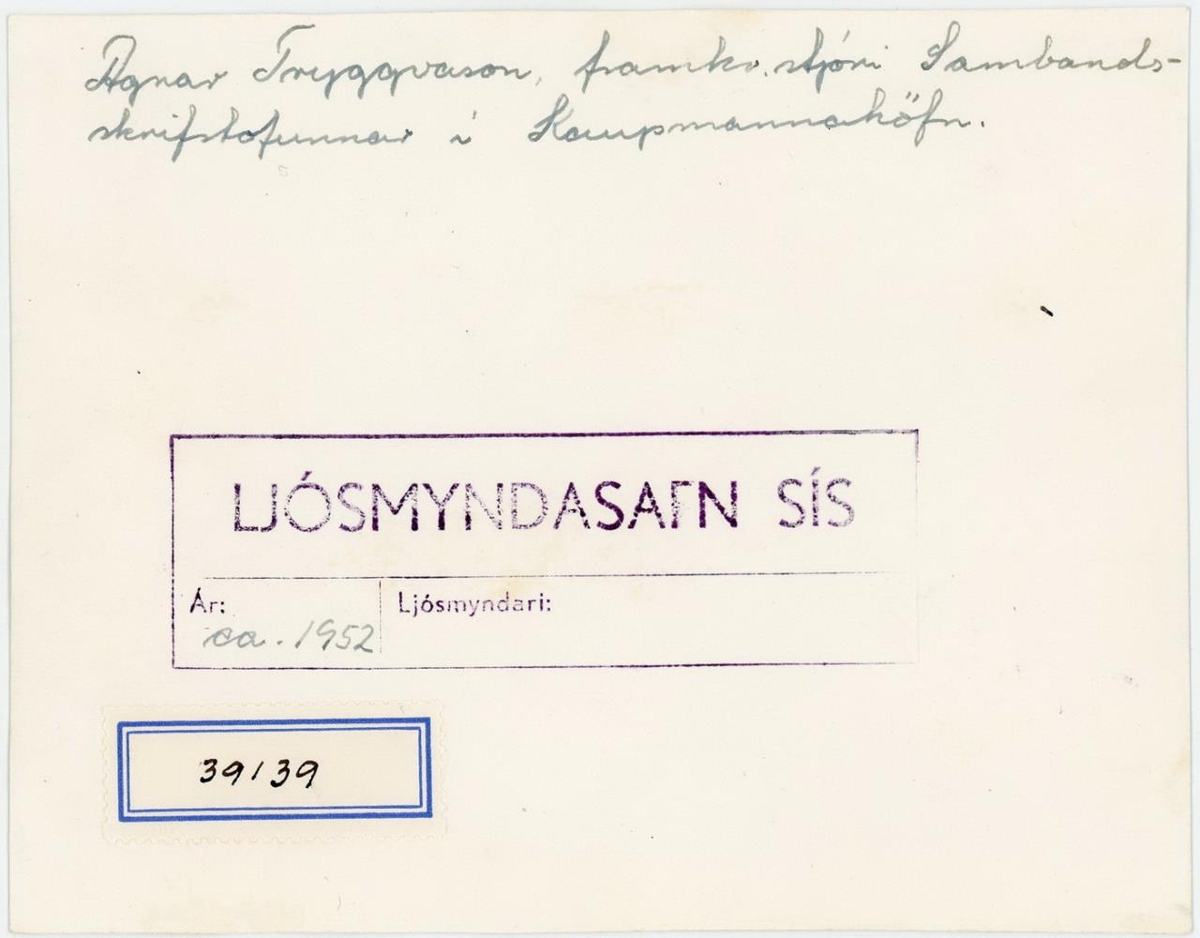 Agnar Tryggvason, framkv.stjóri Sambands-
skrifstofunnar í Kaupmannahöfn.
LJÓSMYNDASAFN SÍS
Ár: Ljósmyndari:
ca. 1952
39139